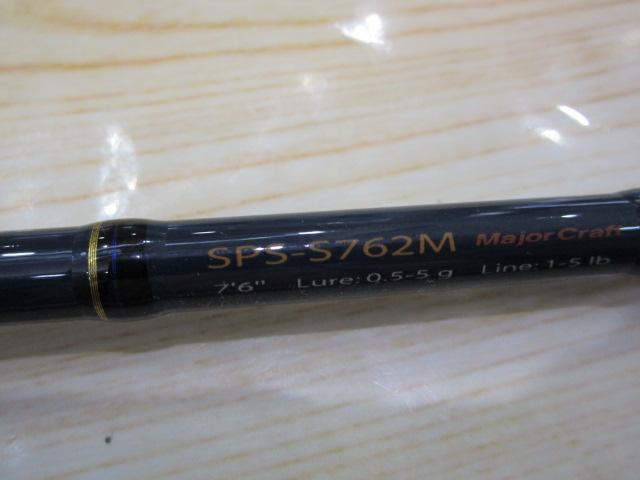 SPS-S762M Major Craft
7'6" Lure: 0.5-5 g Line: 1-5 lb